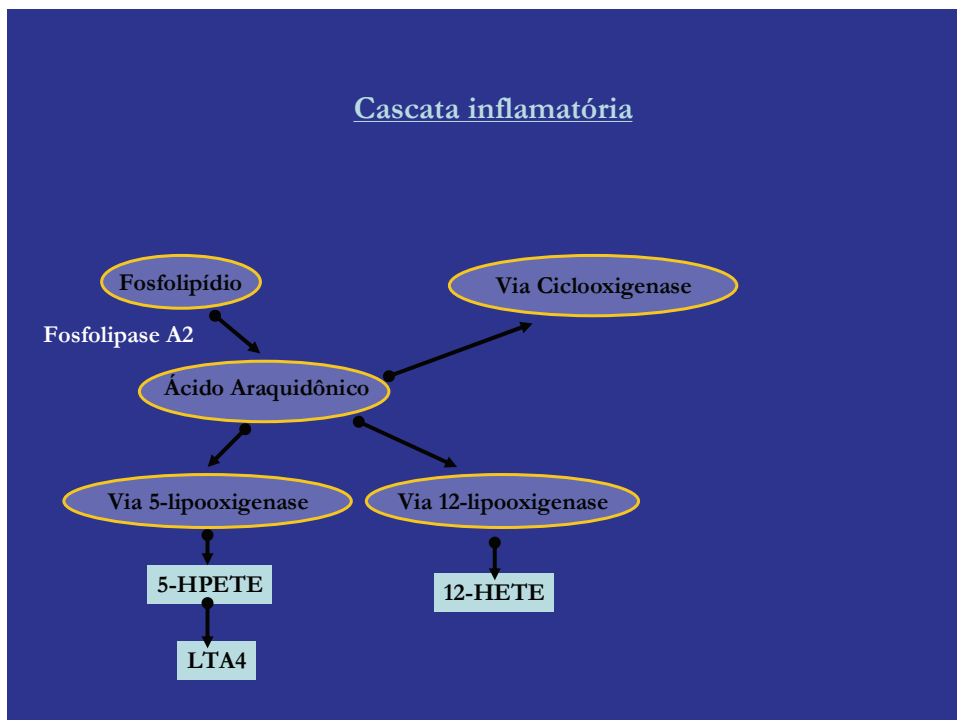 Cascata inflamatória
Fosfolipídio
Via Ciclooxigenase
Fosfolipase A2
Ácido Araquidônico
Via 5-lipooxigenase
Via 12-lipooxigenase
5-HPETE
12-HETE
LTA4